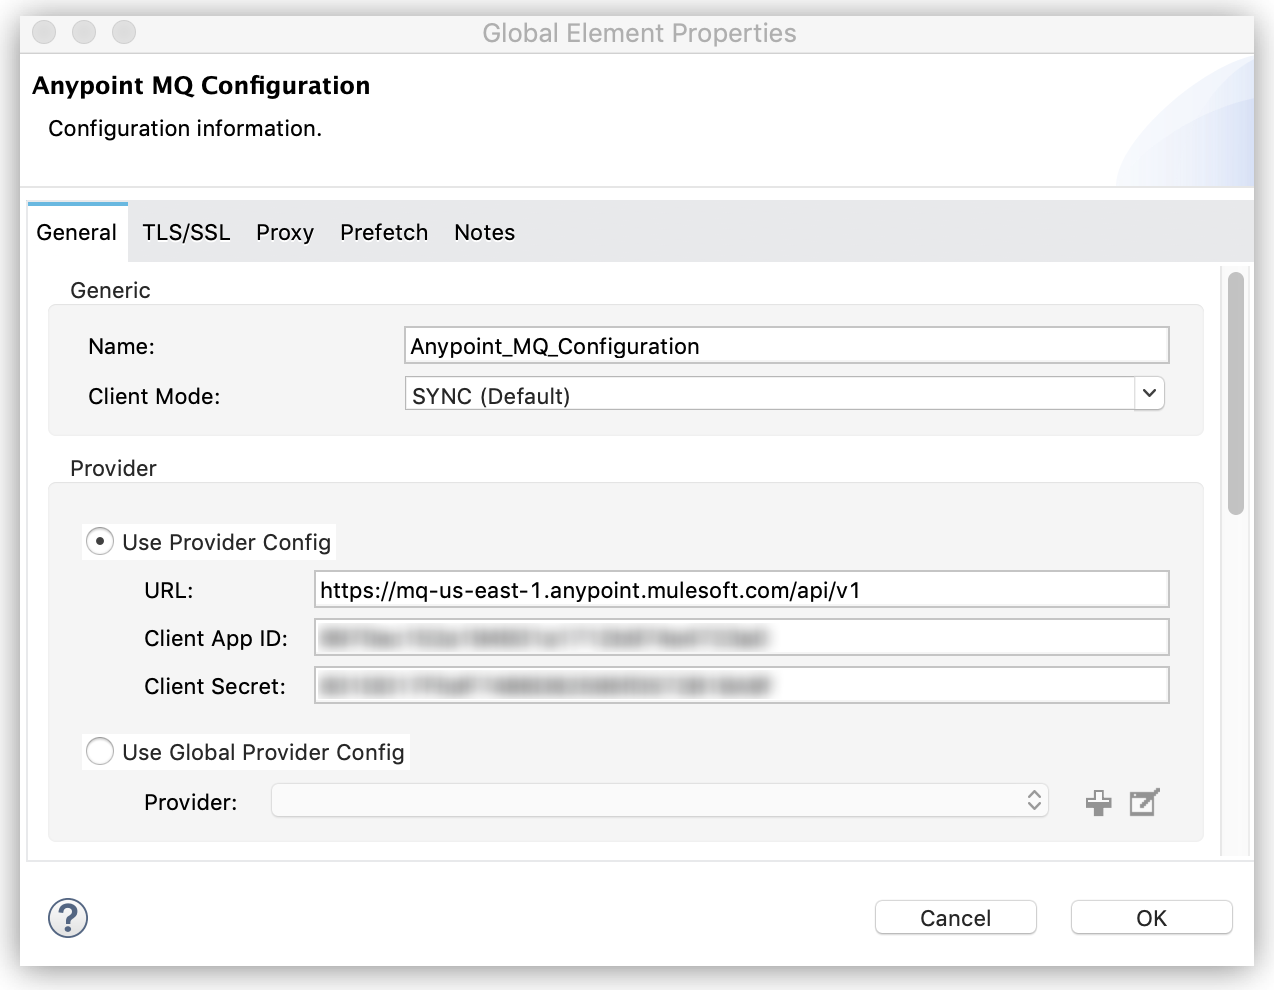 Global Element Properties
Anypoint MQ Configuration
Configuration information.
General TLS/SSL Proxy Prefetch Notes
Generic
Name: Anypoint_MQ_Configuration
Client Mode: SYNC (Default)
Provider
Use Provider Config
URL: https://mq-us-east-1.anypoint.mulesoft.com/api/v1
Client App ID:
Client Secret:
Use Global Provider Config
Provider:
? Cancel OK